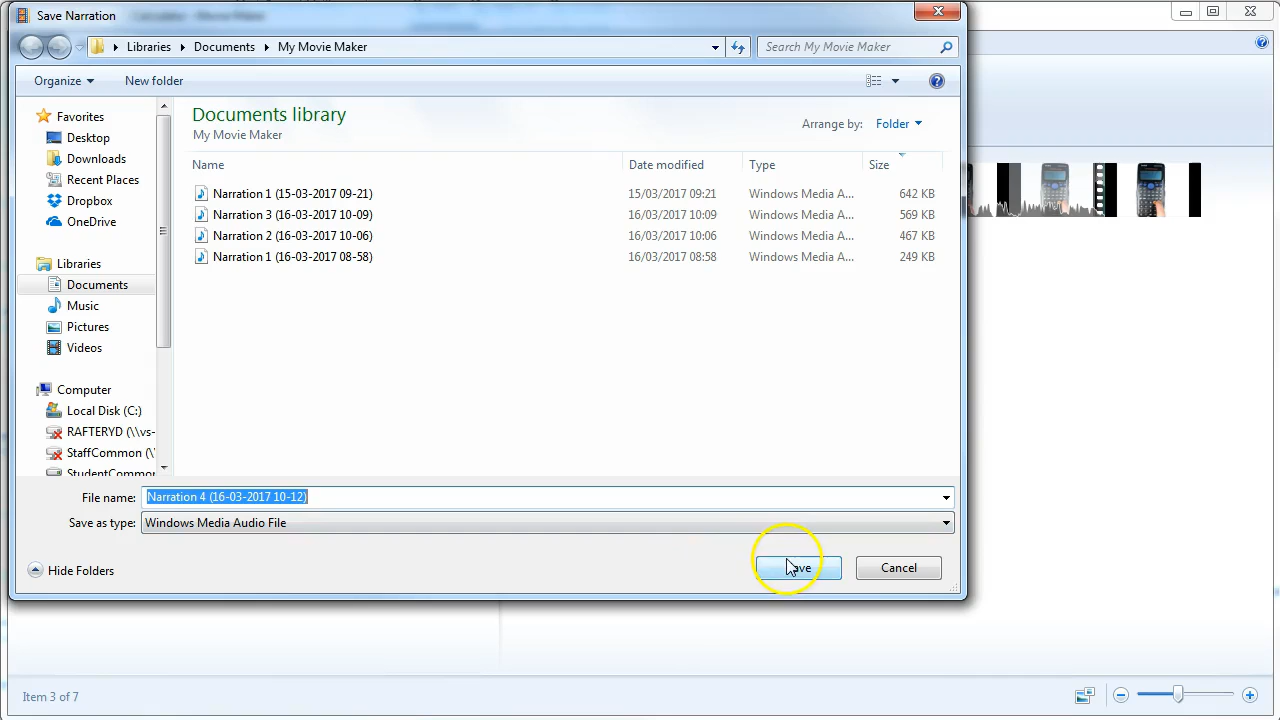 Save Narration
Libraries Documents My Movie Maker
Search My Movie Maker
Organize New folder
Favorites
Desktop
Downloads
Recent Places
Dropbox
OneDrive
Libraries
Documents
Music
Pictures
Videos
Computer
Local Disk (C:)
RAFTERYD (\\vs-
StaffCommon (\
StudentCommon
Documents library
My Movie Maker
Arrange by: Folder
Name Date modified Type Size
Narration 1 (15-03-2017 09-21) 15/03/2017 09:21 Windows Media A... 642 KB
Narration 3 (16-03-2017 10-09) 16/03/2017 10:09 Windows Media A... 569 KB
Narration 2 (16-03-2017 10-06) 16/03/2017 10:06 Windows Media A... 467 KB
Narration 1 (16-03-2017 08-58) 16/03/2017 08:58 Windows Media A... 249 KB
File name: Narration 4 (16-03-2017 10-12)
Save as type: Windows Media Audio File
Hide Folders
Save Cancel
Item 3 of 7